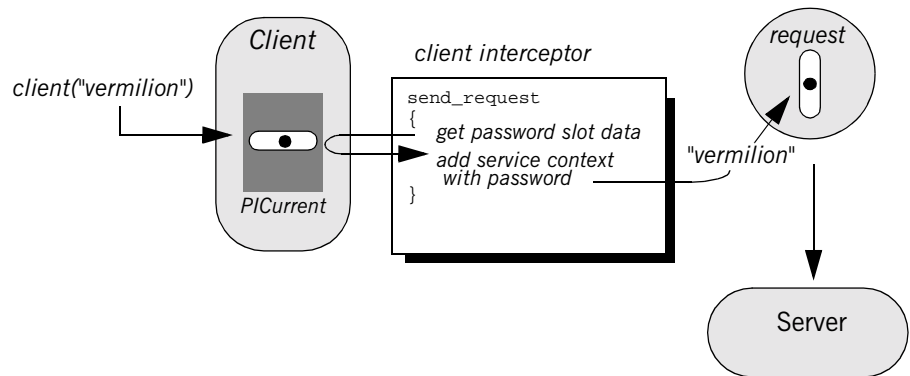 Client
client("vermilion")
PICurrent
client interceptor
send_request
{
get password slot data
add service context
with password
}
"vermilion"
request
Server